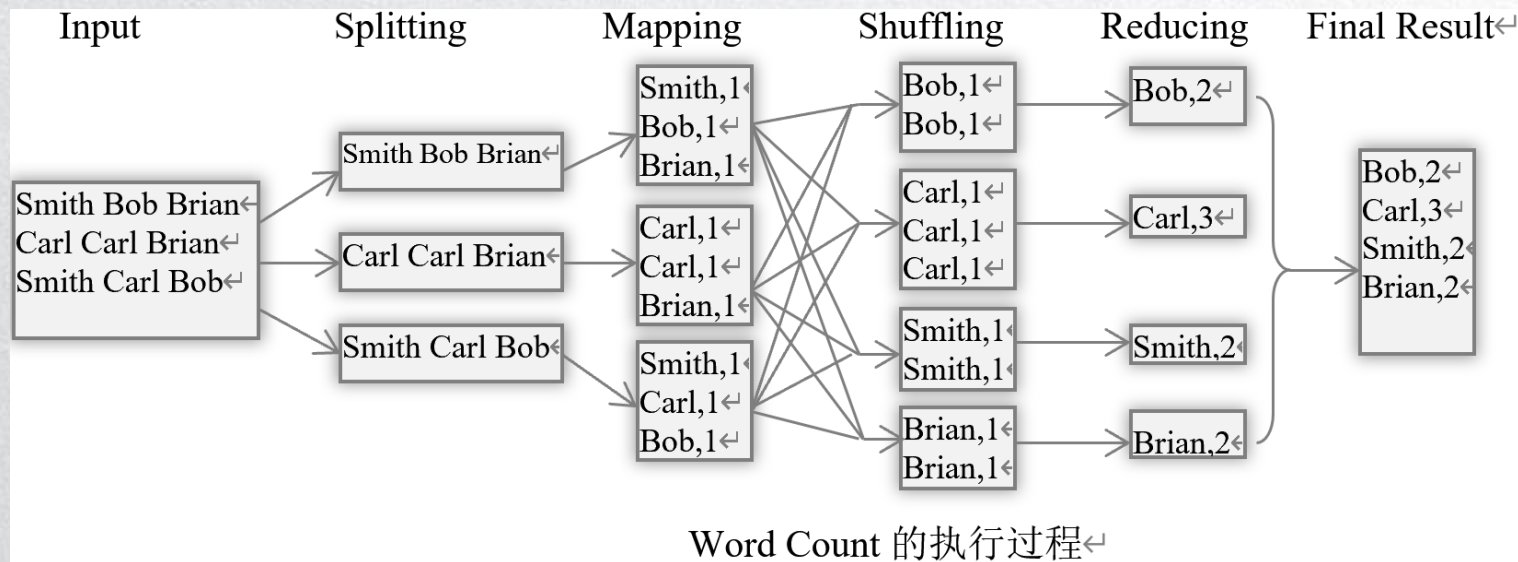 Input Splitting Mapping Shuffling Reducing Final Result
Smith Bob Brian
Carl Carl Brian
Smith Carl Bob
Smith Bob Brian
Carl Carl Brian
Smith Carl Bob
Smith,1
Bob,1
Brian,1
Carl,1
Carl,1
Brian,1
Smith,1
Carl,1
Bob,1
Bob,1
Bob,1
Carl,1
Carl,1
Carl,1
Smith,1
Smith,1
Brian,1
Brian,1
Bob,2
Carl,3
Smith,2
Brian,2
Bob,2
Carl,3
Smith,2
Brian,2
Word Count 的执行过程